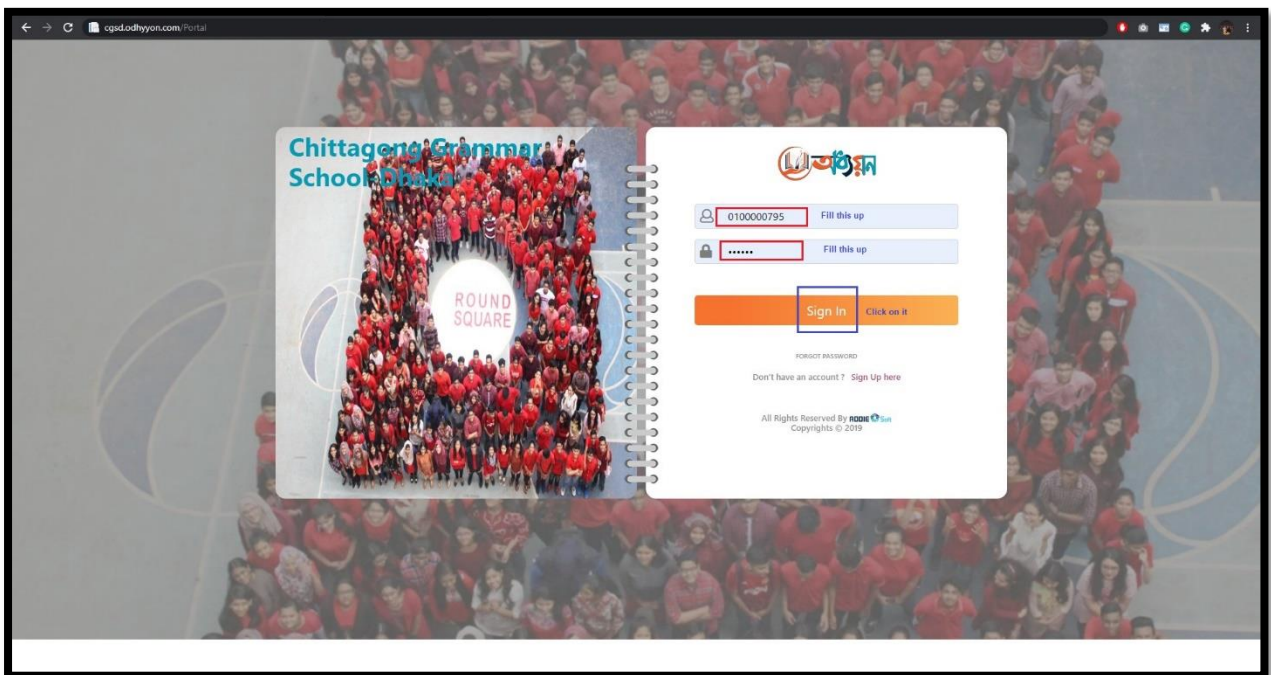 cgsd.odhyyon.com/Portal
Chittagong Grammar
School-Dhaka
ROUND
SQUARE
অধ্যয়ন
0100000795 Fill this up
•••••• Fill this up
Sign In Click on it
FORGOT PASSWORD
Don't have an account ? Sign Up here
All Rights Reserved By ADDIE Sin
Copyrights © 2019